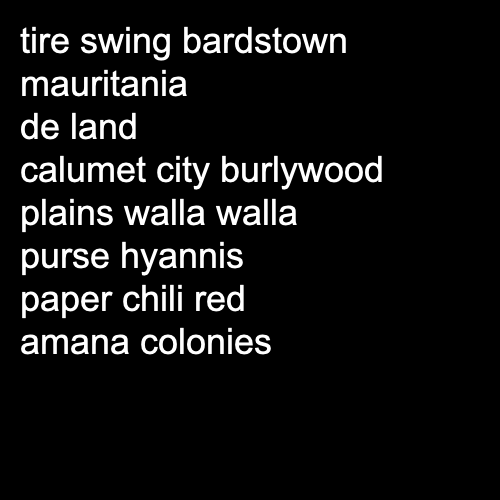 tire swing bardstown
mauritania
de land
calumet city burlywood
plains walla walla
purse hyannis
paper chili red
amana colonies